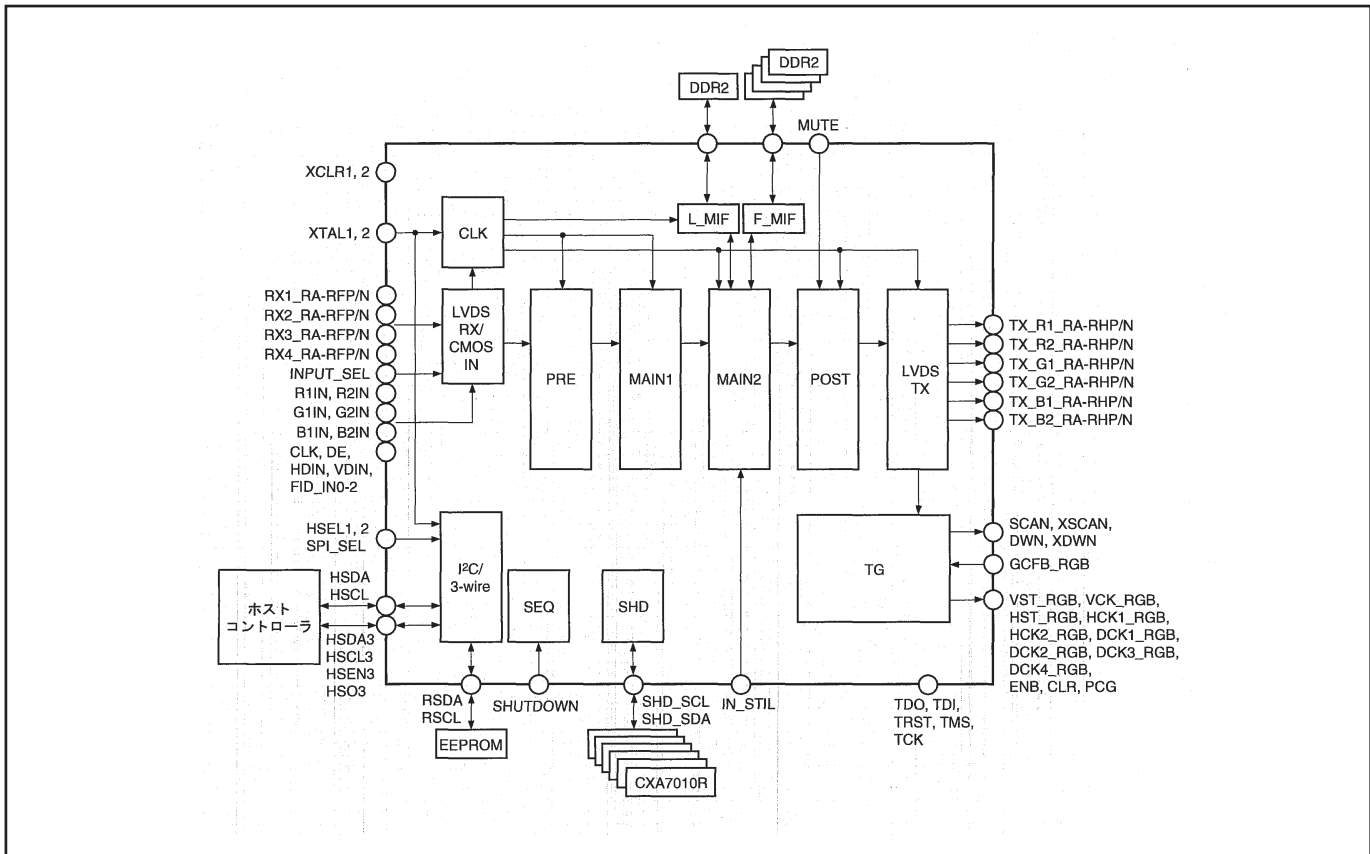 DDR2
DDR2
MUTE
XCLR1, 2
XTAL1, 2
CLK
L_MIF
F_MIF
RX1_RA-RFP/N
RX2_RA-RFP/N
RX3_RA-RFP/N
RX4_RA-RFP/N
INPUT_SEL
R1IN, R2IN
G1IN, G2IN
B1IN, B2IN
CLK, DE,
HDIN, VDIN,
FID_IN0-2
LVDS
RX/
CMOS
IN
PRE
MAIN1
MAIN2
POST
LVDS
TX
TX_R1_RA-RHP/N
TX_R2_RA-RHP/N
TX_G1_RA-RHP/N
TX_G2_RA-RHP/N
TX_B1_RA-RHP/N
TX_B2_RA-RHP/N
HSEL1, 2
SPI_SEL
ホスト
コントローラ
HSDA
HSCL
HSDA3
HSCL3
HSEN3
HSO3
I²C/
3-wire
SEQ
SHD
TG
SCAN, XSCAN,
DWN, XDWN
GCFB_RGB
VST_RGB, VCK_RGB,
HST_RGB, HCK1_RGB,
HCK2_RGB, DCK1_RGB,
DCK2_RGB, DCK3_RGB,
DCK4_RGB,
ENB, CLR, PCG
RSDA
RSCL
SHUTDOWN
SHD_SCL
SHD_SDA
IN_STIL
TDO, TDI,
TRST, TMS,
TCK
EEPROM
CXA7010R